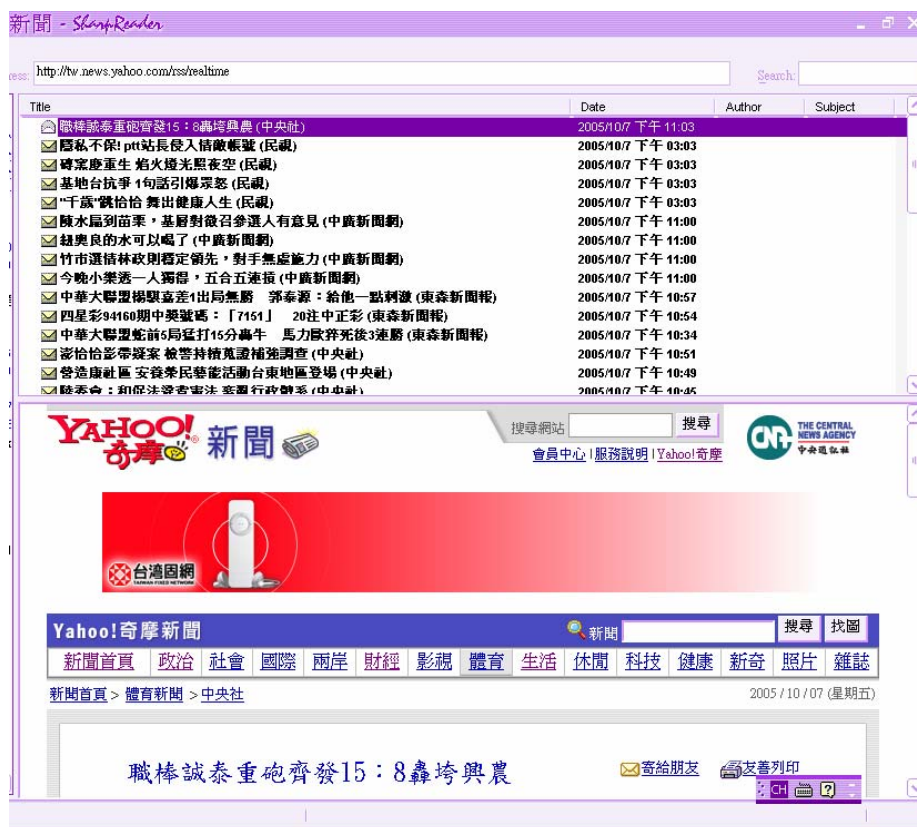 新聞 - SharpReader
http://tw.news.yahoo.com/rss/realtime Search:
Title Date Author Subject
職棒誠泰重砲齊發15：8轟垮興農 (中央社) 2005/10/7 下午 11:03
隱私不保! ptt站長侵入情敵帳號 (民視) 2005/10/7 下午 03:03
磚窯慶重生 焰火燈光照夜空 (民視) 2005/10/7 下午 03:03
基地台抗爭 1句話引爆眾怒 (民視) 2005/10/7 下午 03:03
"千歲"跳恰恰 舞出健康人生 (民視) 2005/10/7 下午 03:03
陳水扁到苗栗，基層對徵召參選人有意見 (中廣新聞網) 2005/10/7 下午 11:00
紐奧良的水可以喝了 (中廣新聞網) 2005/10/7 下午 11:00
竹市選情林政則穩定領先，對手無處施力 (中廣新聞網) 2005/10/7 下午 11:00
今晚小樂透一人獨得，五合五連摃 (中廣新聞網) 2005/10/7 下午 11:00
中華大聯盟楊騏嘉差1出局無勝　郭泰源：給他一點刺激 (東森新聞報) 2005/10/7 下午 10:57
四星彩94160期中獎號碼：「7151」　20注中正彩 (東森新聞報) 2005/10/7 下午 10:54
中華大聯盟蛇前5局猛打15分轟牛　馬力歐猝死後3連勝 (東森新聞報) 2005/10/7 下午 10:34
澎恰恰影帶疑案 檢警持續蒐證補強調查 (中央社) 2005/10/7 下午 10:51
營造康社區 安養榮民藝能活動台東地區登場 (中央社) 2005/10/7 下午 10:49
(中央社) 2005/10/7 下午 10:45
YAHOO! 奇摩 新聞
搜尋網站 搜尋
會員中心 | 服務說明 | Yahoo!奇摩
CNA THE CENTRAL NEWS AGENCY
中央通訊社
台灣固網
TAIWAN FIXED NETWORK
Yahoo!奇摩新聞 新聞 搜尋 找圖
新聞首頁 政治 社會 國際 兩岸 財經 影視 體育 生活 休閒 科技 健康 新奇 照片 雜誌
新聞首頁 > 體育新聞 > 中央社 2005 / 10 / 07 (星期五)
職棒誠泰重砲齊發15：8轟垮興農 寄給朋友 友善列印
CH